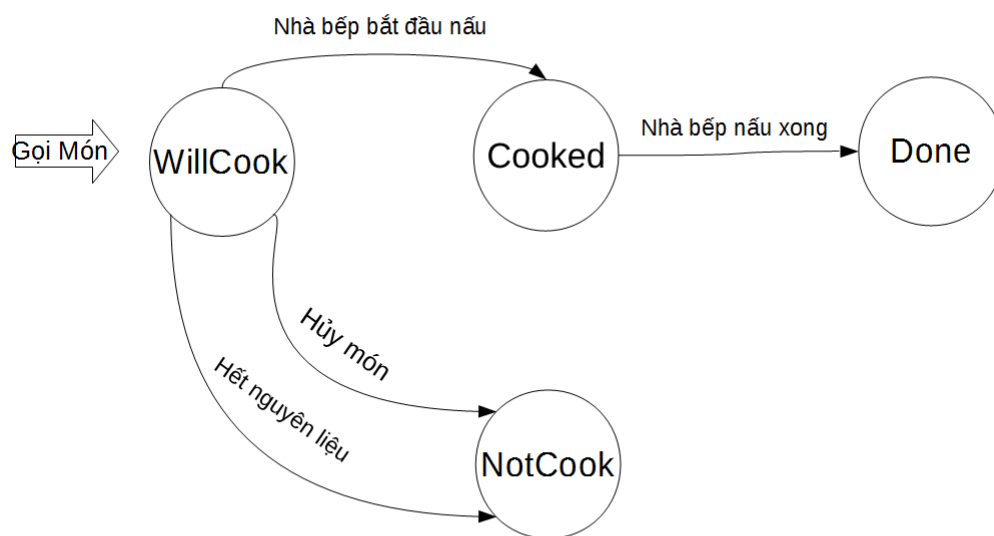 Nhà bếp bắt đầu nấu
Gọi Món
WillCook
Cooked
Nhà bếp nấu xong
Done
Hủy món
Hết nguyên liệu
NotCook